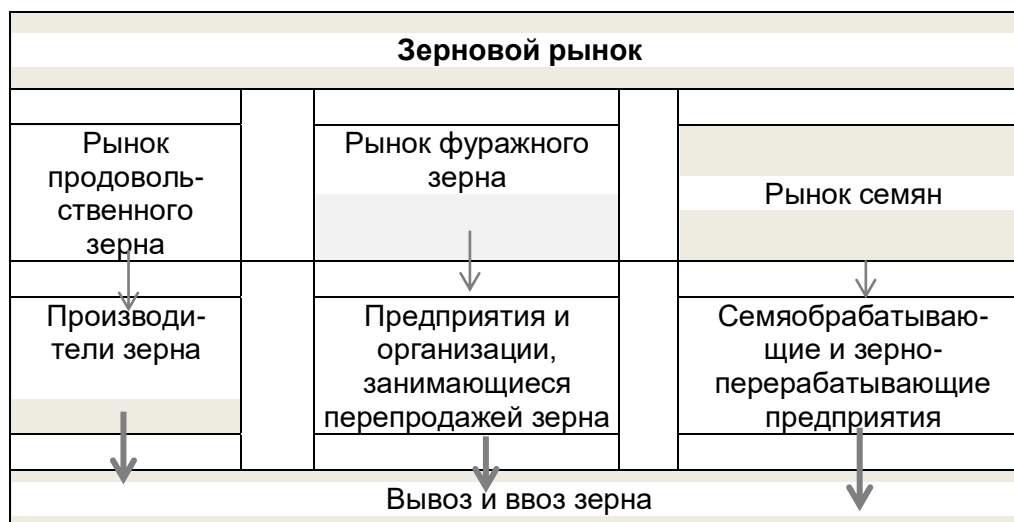 Зерновой рынок
Рынок
продоволь-
ственного
зерна
Рынок фуражного
зерна
Рынок семян
Производи-
тели зерна
Предприятия и
организации,
занимающиеся
перепродажей зерна
Семяобрабатываю-
щие и зерно-
перерабатывающие
предприятия
Вывоз и ввоз зерна